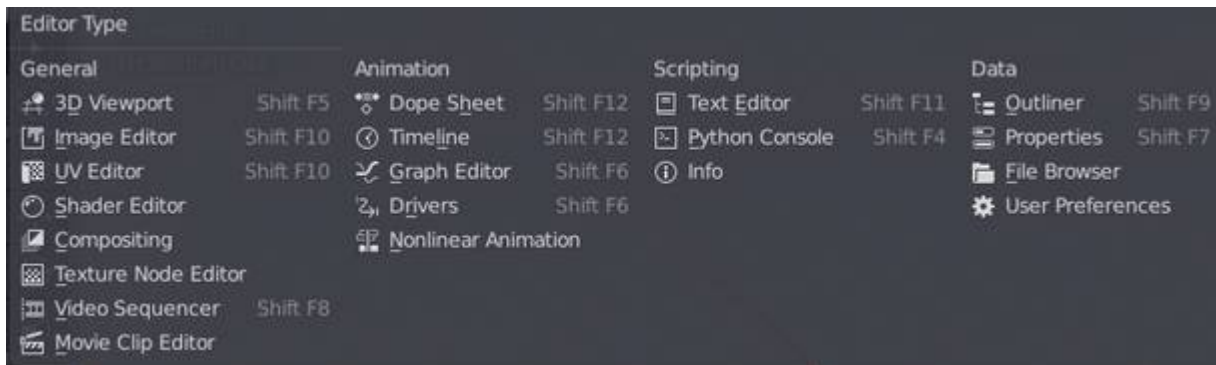 Editor Type
General
3D Viewport Shift F5
Image Editor Shift F10
UV Editor Shift F10
Shader Editor
Compositing
Texture Node Editor
Video Sequencer Shift F8
Movie Clip Editor
Animation
Dope Sheet Shift F12
Timeline Shift F12
Graph Editor Shift F6
Drivers Shift F6
Nonlinear Animation
Scripting
Text Editor Shift F11
Python Console Shift F4
Info
Data
Outliner Shift F9
Properties Shift F7
File Browser
User Preferences